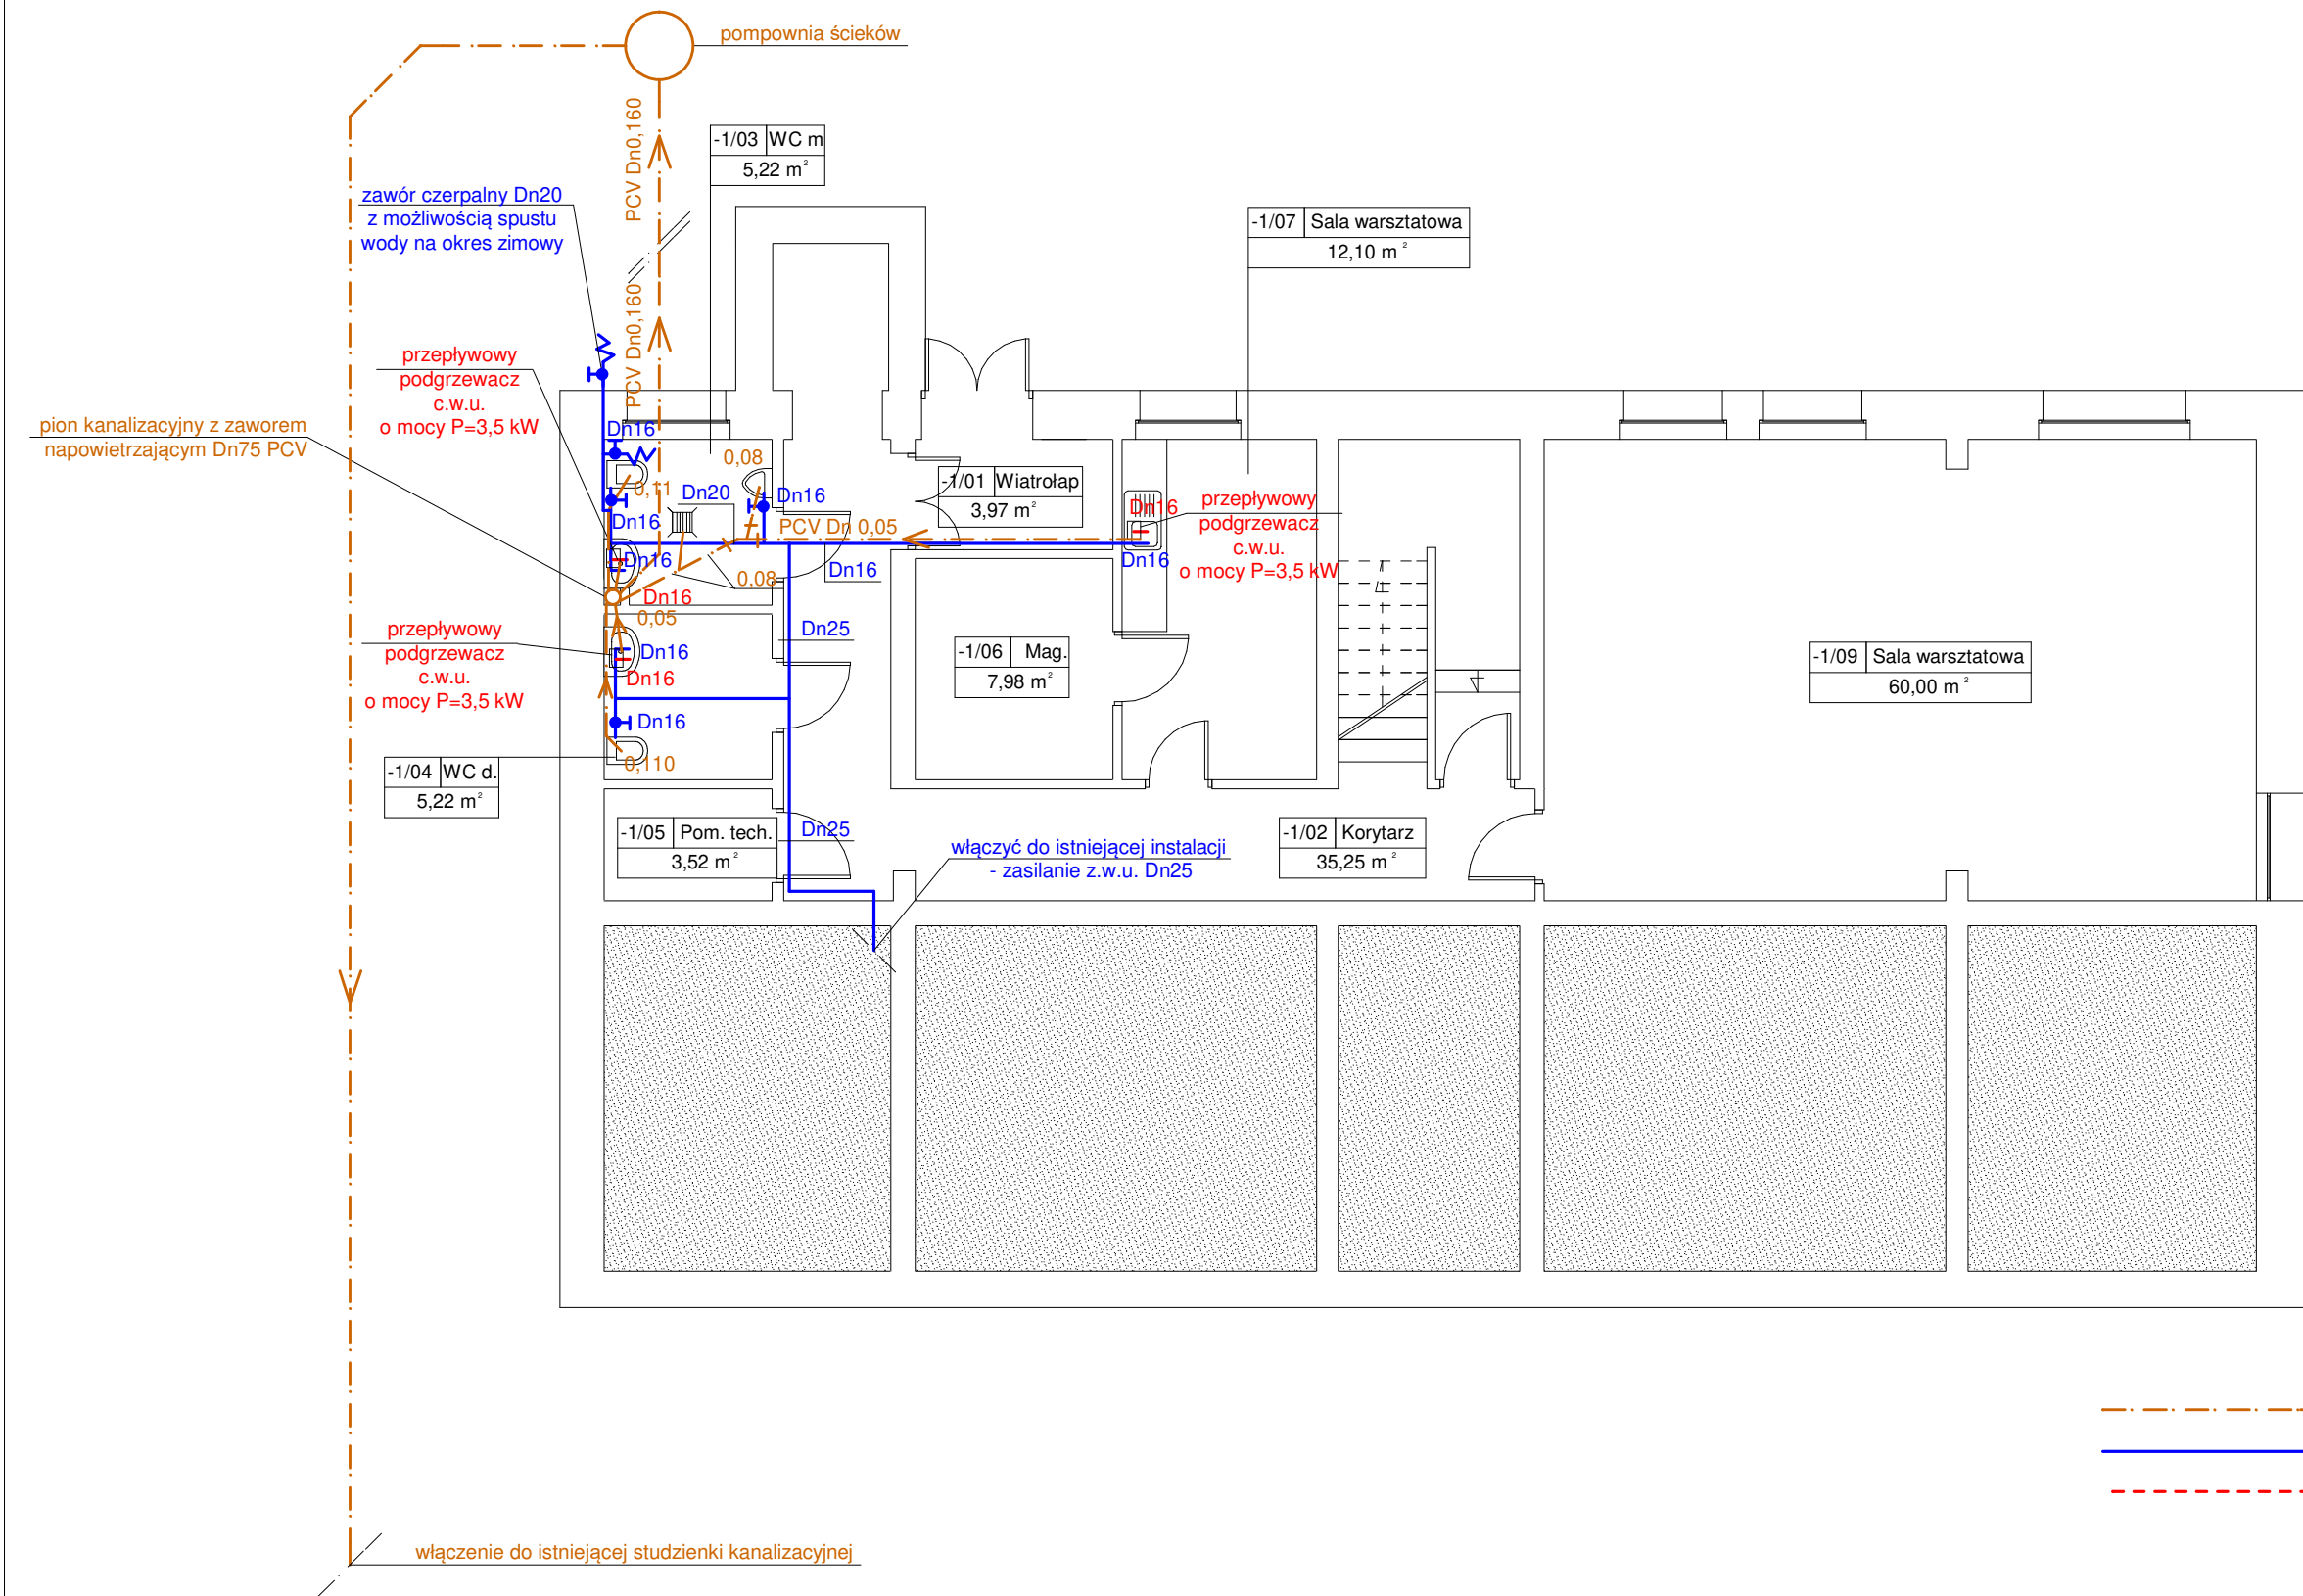 pompownia ścieków
PCV Dn0,160
-1/03 WC m
5,22 m²
zawór czerpalny Dn20
z możliwością spustu
wody na okres zimowy
-1/07 Sala warsztatowa
12,10 m²
PCV Dn0,160
przepływowy
podgrzewacz
c.w.u.
o mocy P=3,5 kW
pion kanalizacyjny z zaworem
napowietrzającym Dn75 PCV
Dn16
0,08
0,11
Dn20
Dn16
-1/01 Wiatrołap
3,97 m²
Dn16
przepływowy
podgrzewacz
c.w.u.
o mocy P=3,5 kW
Dn16
PCV Dn 0,05
Dn16
Dn16
Dn16
0,08
Dn16
0,05
Dn25
przepływowy
podgrzewacz
c.w.u.
o mocy P=3,5 kW
Dn16
Dn16
-1/06 Mag.
7,98 m²
-1/09 Sala warsztatowa
60,00 m²
Dn16
0,110
-1/04 WC d.
5,22 m²
-1/05 Pom. tech.
3,52 m²
Dn25
włączyć do istniejącej instalacji
- zasilanie z.w.u. Dn25
-1/02 Korytarz
35,25 m²
włączenie do istniejącej studzienki kanalizacyjnej